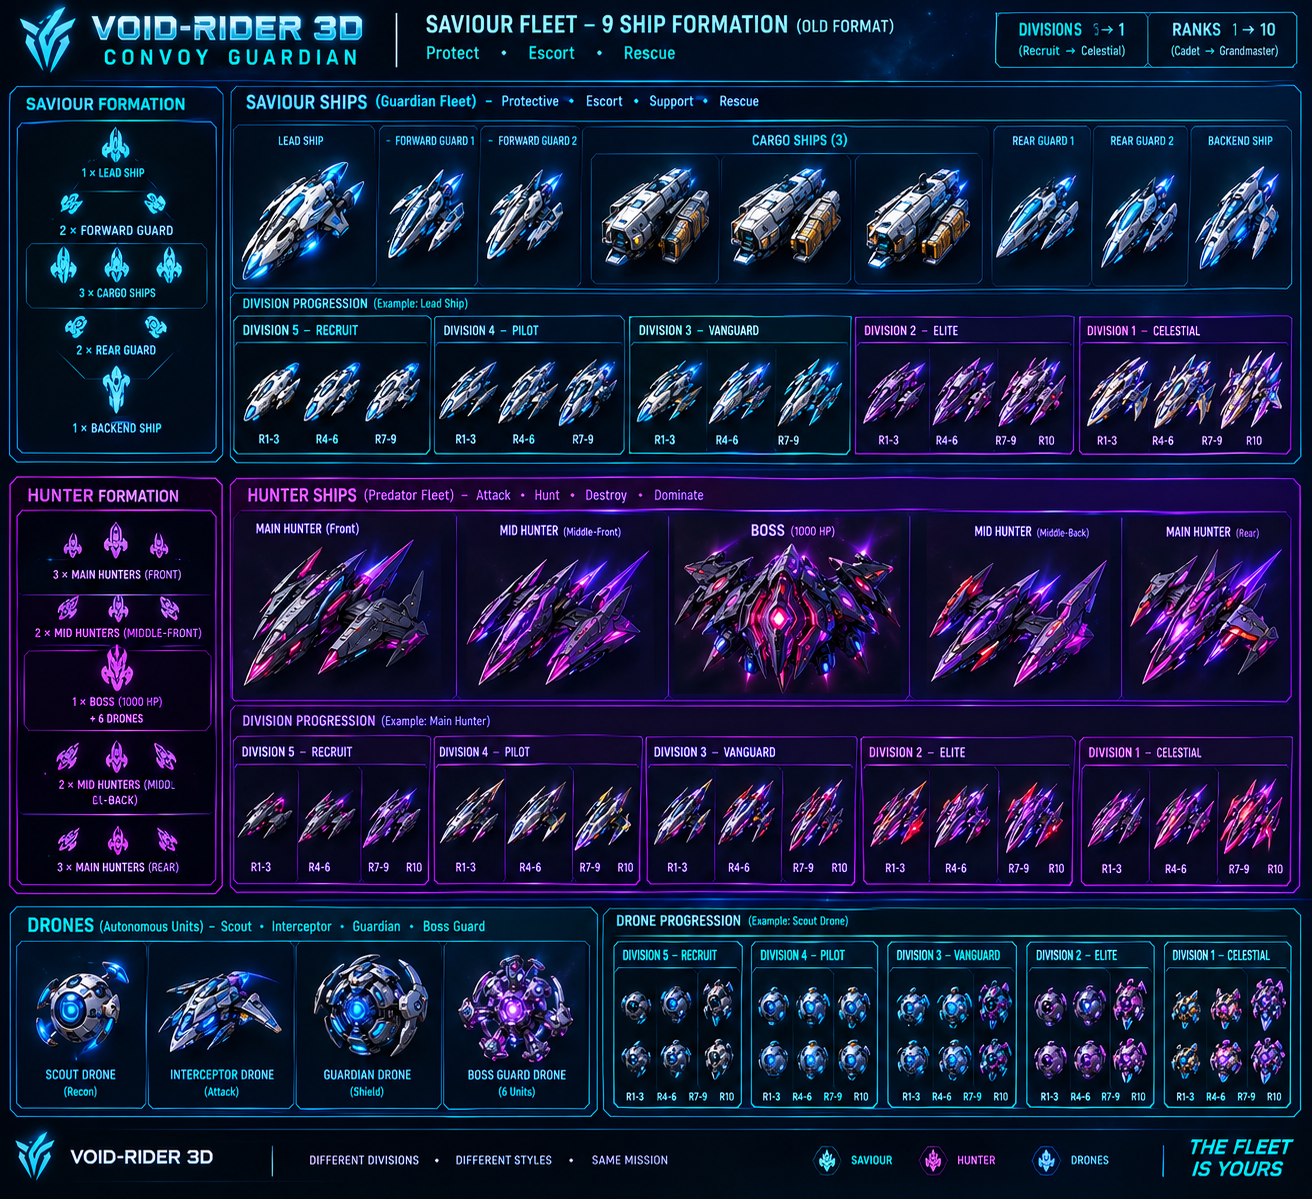 VOID-RIDER 3D
CONVOY GUARDIAN
SAVIOUR FLEET – 9 SHIP FORMATION (OLD FORMAT)
Protect • Escort • Rescue
DIVISIONS 5 → 1
(Recruit → Celestial)
RANKS 1 → 10
(Cadet → Grandmaster)
SAVIOUR FORMATION
1 × LEAD SHIP
2 × FORWARD GUARD
3 × CARGO SHIPS
2 × REAR GUARD
1 × BACKEND SHIP
SAVIOUR SHIPS (Guardian Fleet) – Protective • Escort • Support • Rescue
LEAD SHIP
- FORWARD GUARD 1
- FORWARD GUARD 2
CARGO SHIPS (3)
REAR GUARD 1
REAR GUARD 2
BACKEND SHIP
DIVISION PROGRESSION (Example: Lead Ship)
DIVISION 5 – RECRUIT
R1-3 R4-6 R7-9
DIVISION 4 – PILOT
R1-3 R4-6 R7-9
DIVISION 3 – VANGUARD
R1-3 R4-6 R7-9
DIVISION 2 – ELITE
R1-3 R4-6 R7-9 R10
DIVISION 1 – CELESTIAL
R1-3 R4-6 R7-9 R10
HUNTER FORMATION
3 × MAIN HUNTERS (FRONT)
2 × MID HUNTERS (MIDDLE-FRONT)
1 × BOSS (1000 HP)
+ 6 DRONES
2 × MID HUNTERS (MIDDL
EL-BACK)
3 × MAIN HUNTERS (REAR)
HUNTER SHIPS (Predator Fleet) – Attack • Hunt • Destroy • Dominate
MAIN HUNTER (Front)
MID HUNTER (Middle-Front)
BOSS (1000 HP)
MID HUNTER (Middle-Back)
MAIN HUNTER (Rear)
DIVISION PROGRESSION (Example: Main Hunter)
DIVISION 5 – RECRUIT
R1-3 R4-6 R7-9 R10
DIVISION 4 – PILOT
R1-3 R4-6 R7-9 R10
DIVISION 3 – VANGUARD
R1-3 R4-6 R7-9 R10
DIVISION 2 – ELITE
R1-3 R4-6 R7-9 R10
DIVISION 1 – CELESTIAL
R1-3 R4-6 R7-9 R10
DRONES (Autonomous Units) – Scout • Interceptor • Guardian • Boss Guard
SCOUT DRONE
(Recon)
INTERCEPTOR DRONE
(Attack)
GUARDIAN DRONE
(Shield)
BOSS GUARD DRONE
(6 Units)
DRONE PROGRESSION (Example: Scout Drone)
DIVISION 5 – RECRUIT
R1-3 R4-6 R7-9 R10
DIVISION 4 – PILOT
R1-3 R4-6 R7-9 R10
DIVISION 3 – VANGUARD
R1-3 R4-6 R7-9 R10
DIVISION 2 – ELITE
R1-3 R4-6 R7-9 R10
DIVISION 1 – CELESTIAL
R1-3 R4-6 R7-9 R10
VOID-RIDER 3D
DIFFERENT DIVISIONS • DIFFERENT STYLES • SAME MISSION
SAVIOUR
HUNTER
DRONES
THE FLEET
IS YOURS